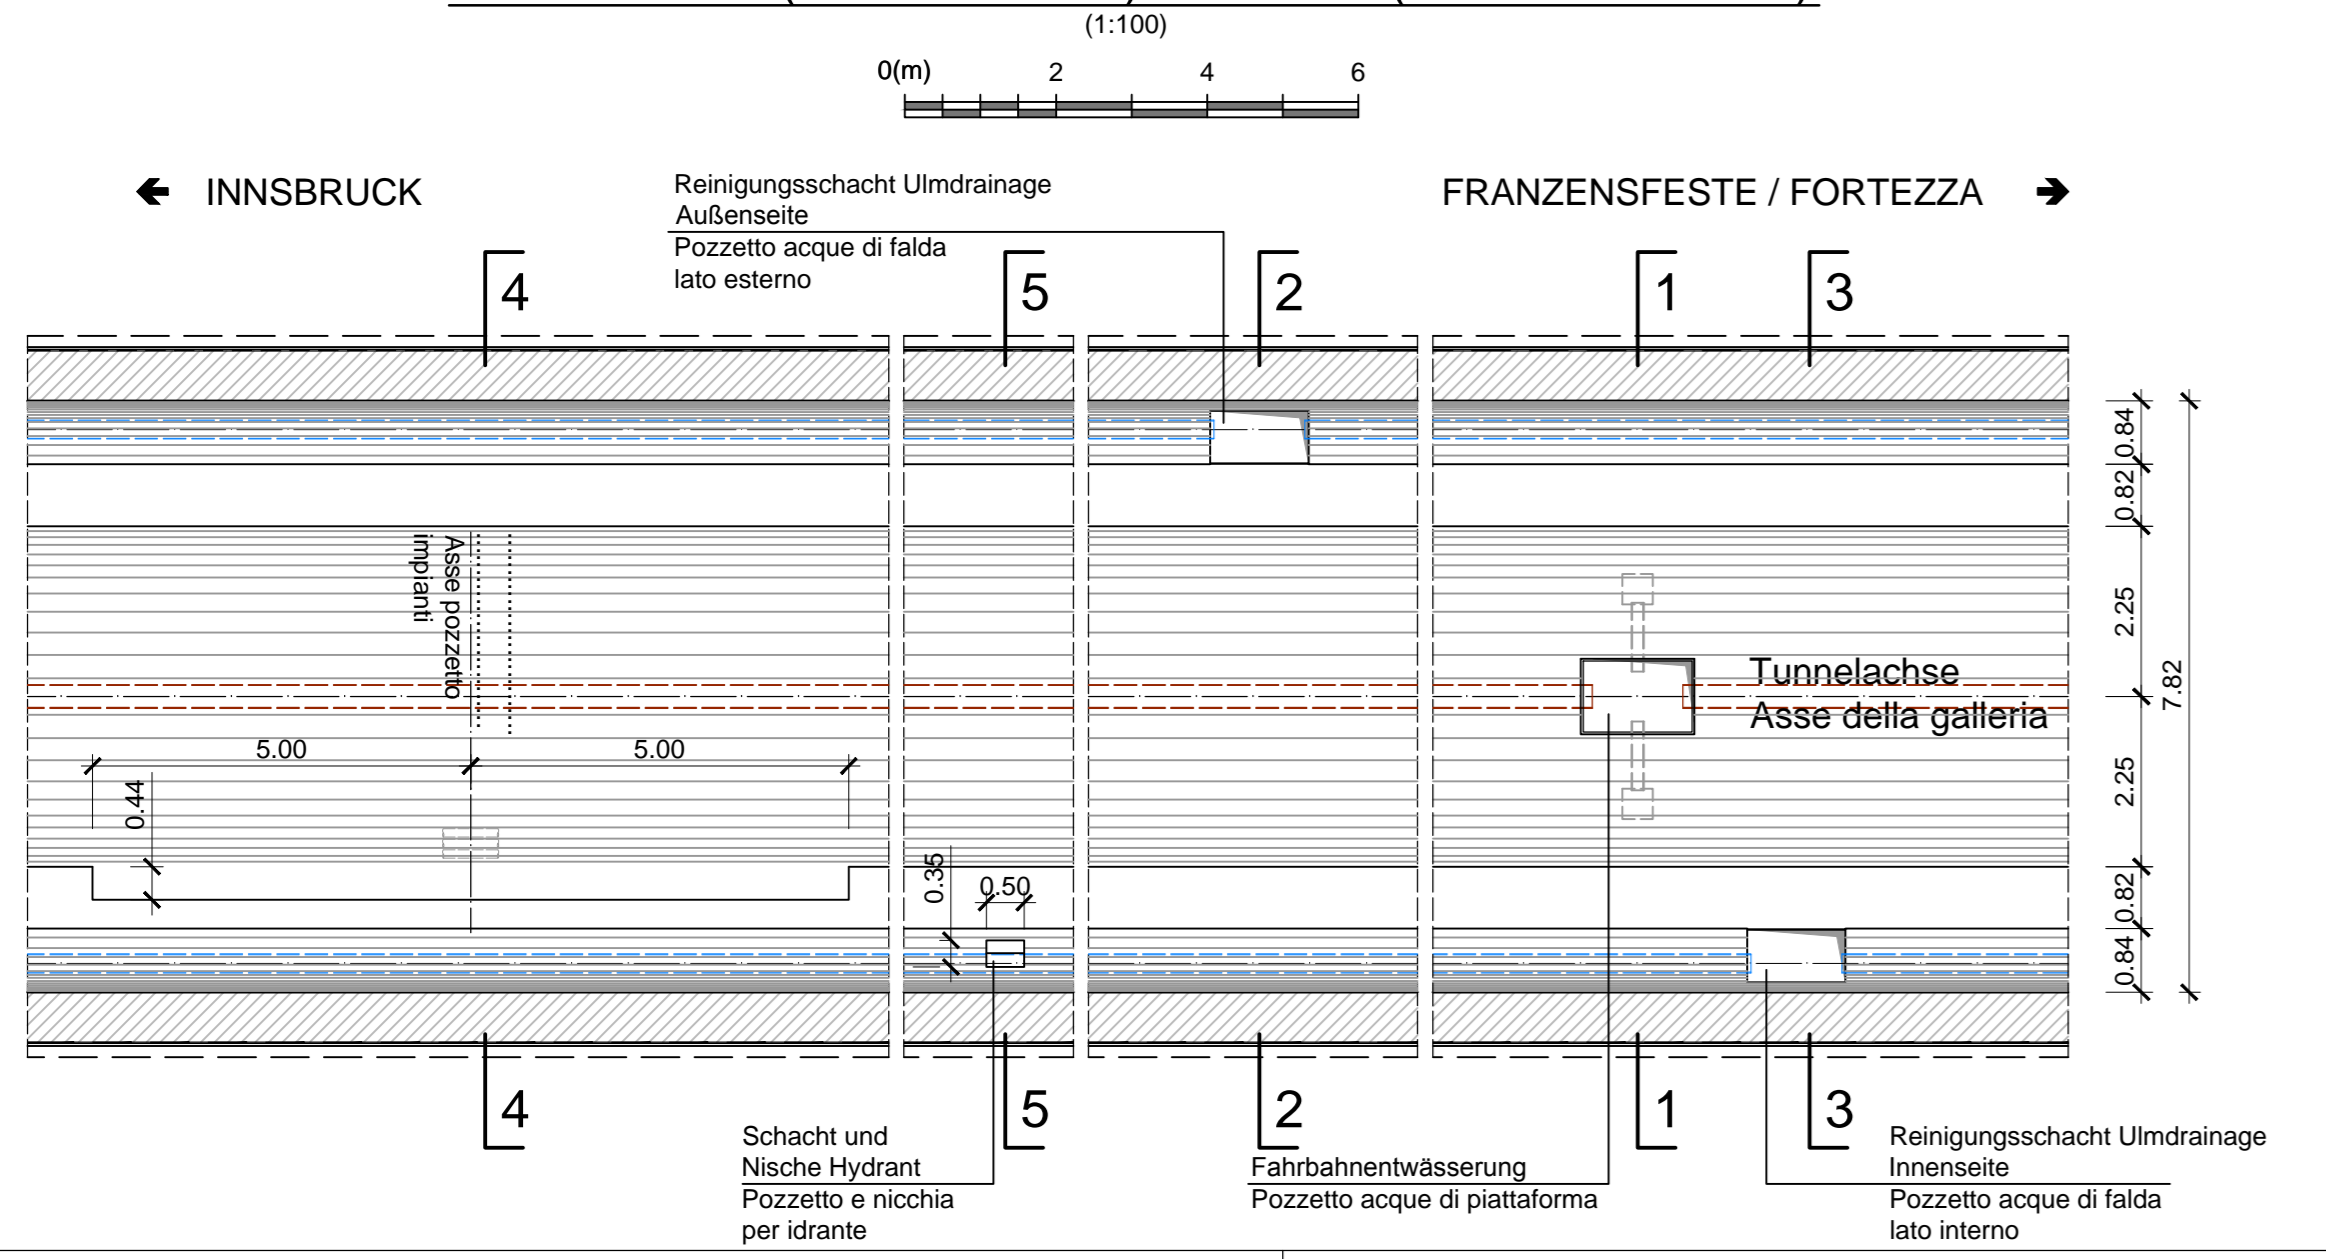 (1:100)
0(m) 2 4 6
INNSBRUCK
FRANZENSFESTE / FORTEZZA
Reinigungsschacht Ulmdrainage
Außenseite
Pozzetto acque di falda
lato esterno
4 5 2 1 3
0.84
0.82
2.25
2.25
0.82
0.84
7.82
Asse pozzetto
impianti
Tunnelachse
Asse della galleria
5.00 5.00
0.44
0.35
0.50
4 5 2 1 3
Schacht und
Nische Hydrant
Pozzetto e nicchia
per idrante
Fahrbahnentwässerung
Pozzetto acque di piattaforma
Reinigungsschacht Ulmdrainage
Innenseite
Pozzetto acque di falda
lato interno